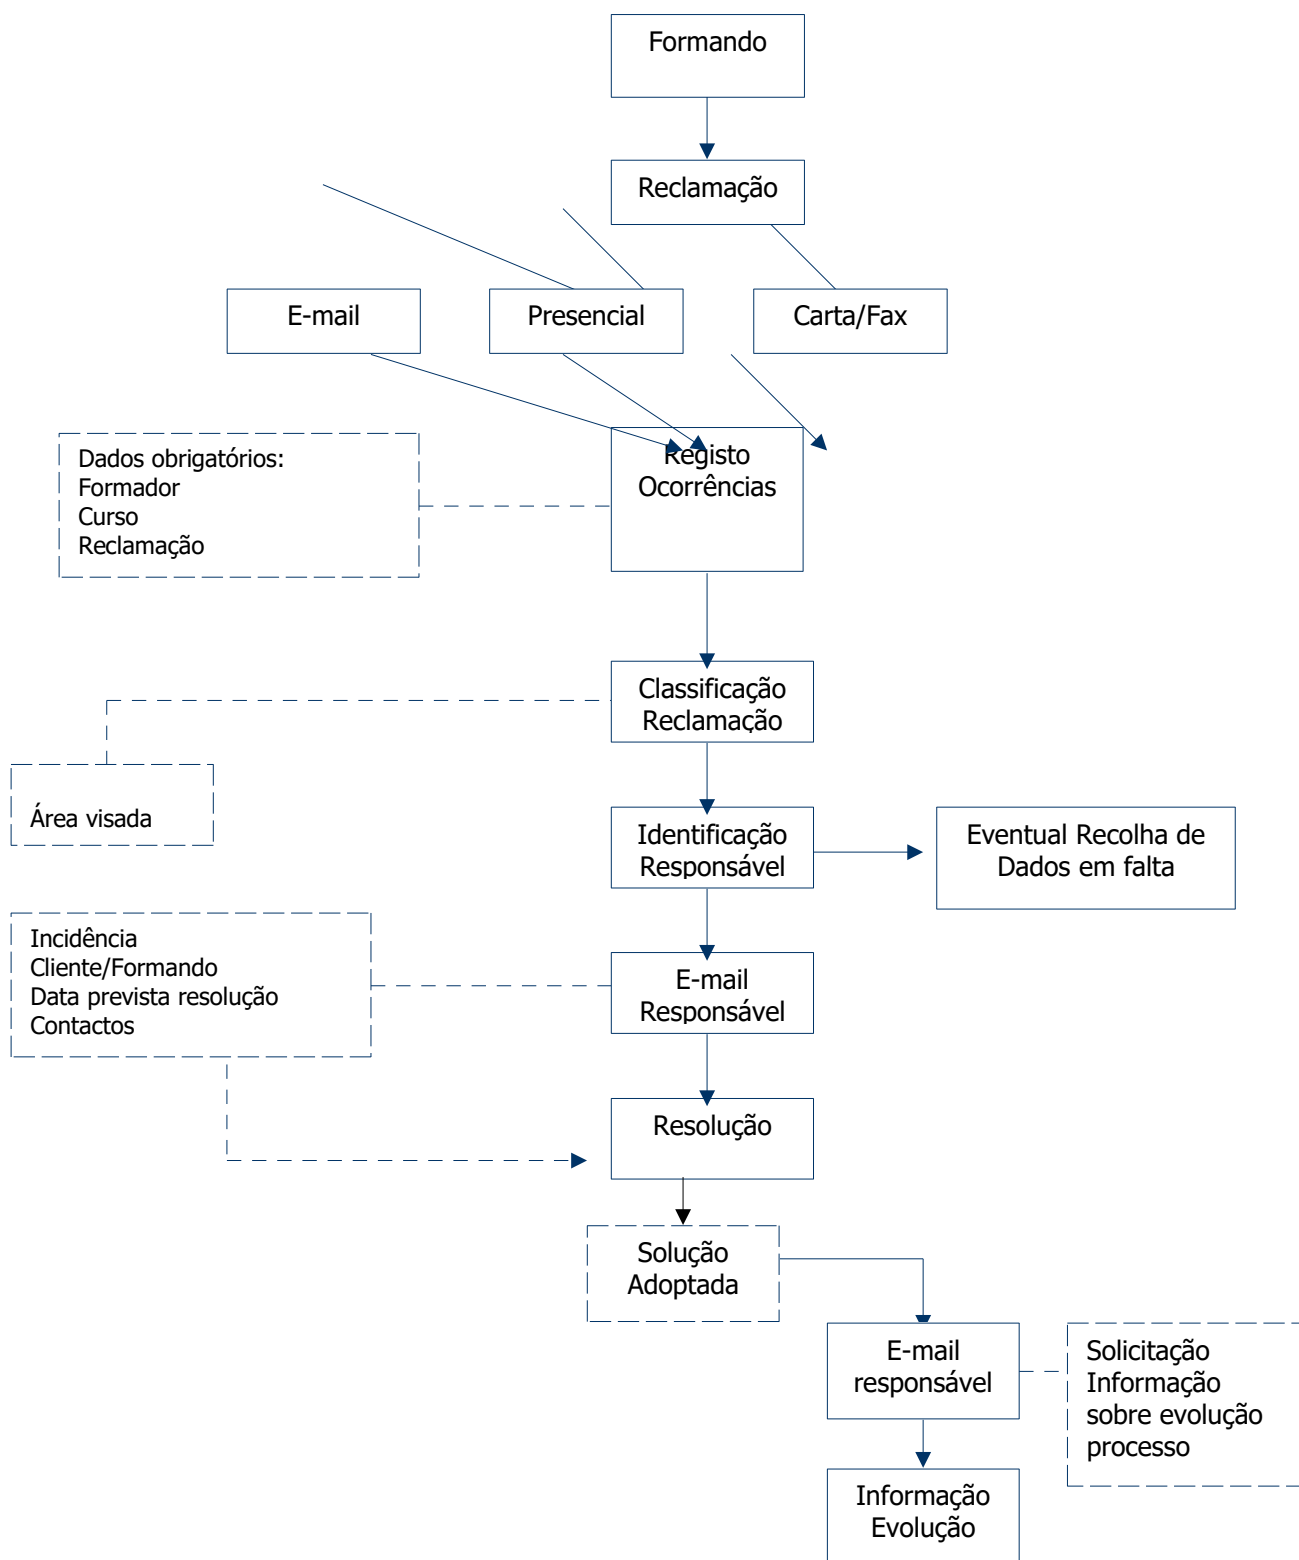 Formando
Reclamação
E-mail
Presencial
Carta/Fax
Registo
Ocorrências
Dados obrigatórios:
Formador
Curso
Reclamação
Classificação
Reclamação
Área visada
Identificação
Responsável
Eventual Recolha de
Dados em falta
Incidência
Cliente/Formando
Data prevista resolução
Contactos
E-mail
Responsável
Resolução
Solução
Adoptada
E-mail
responsável
Solicitação
Informação
sobre evolução
processo
Informação
Evolução